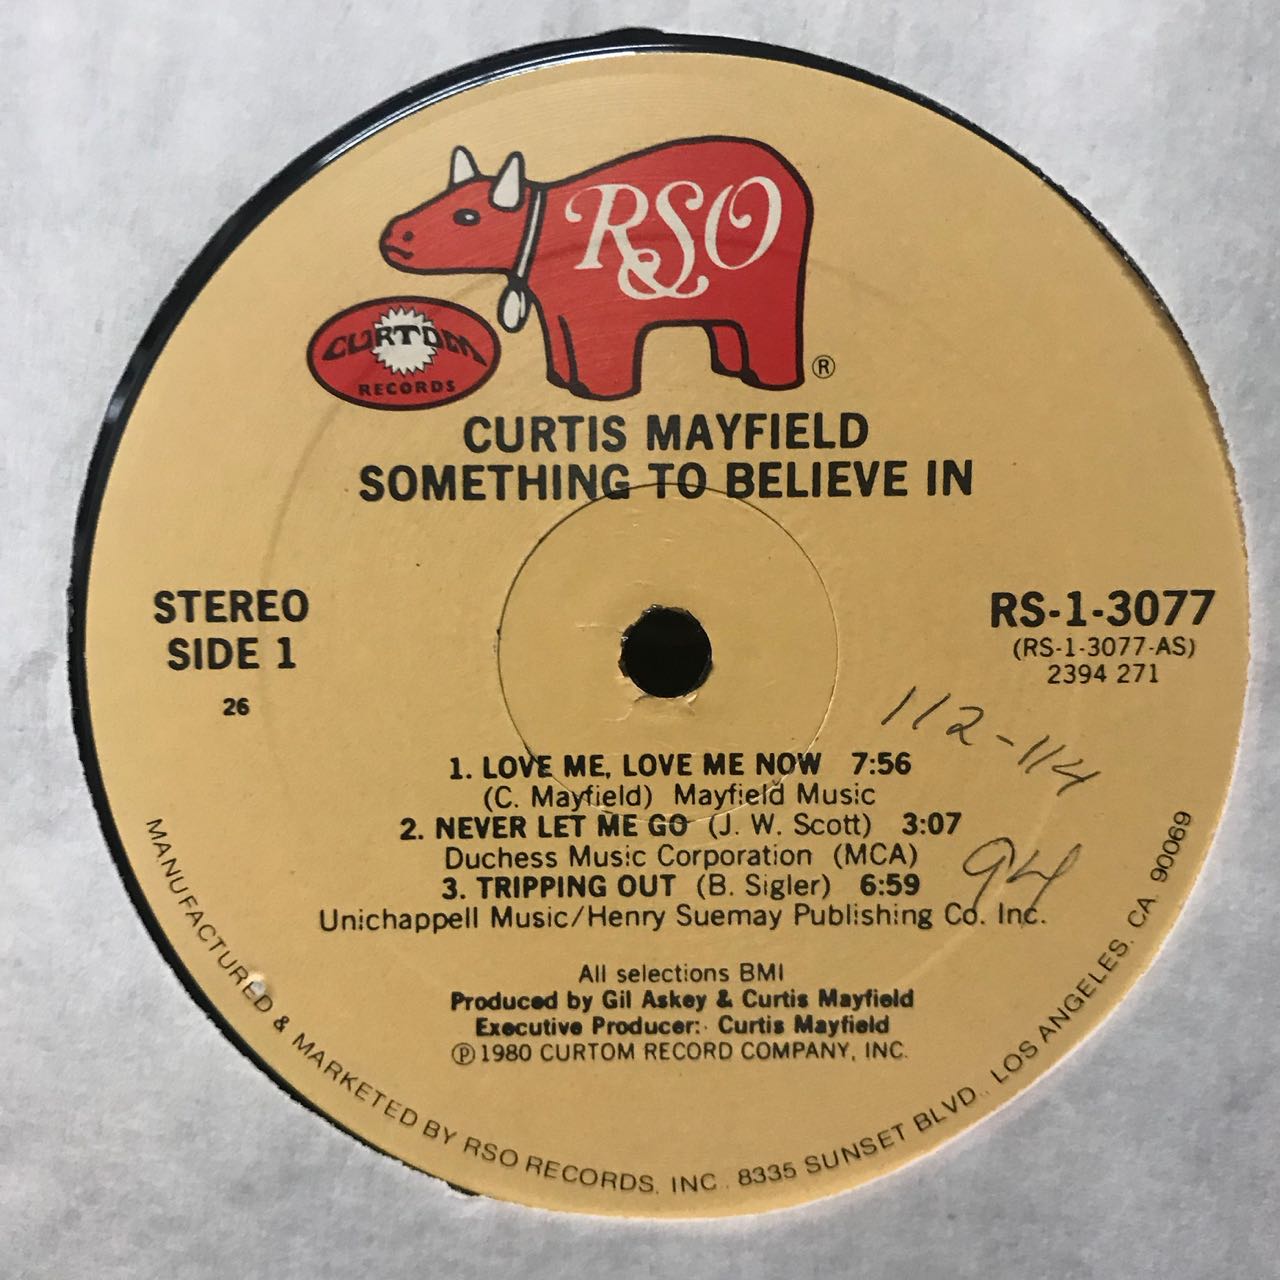 RSO
®
CURTOM
RECORDS
CURTIS MAYFIELD
SOMETHING TO BELIEVE IN
STEREO
SIDE 1
26
RS-1-3077
(RS-1-3077-AS)
2394 271
112-114
1. LOVE ME, LOVE ME NOW 7:56
(C. Mayfield) Mayfield Music
2. NEVER LET ME GO (J. W. Scott) 3:07
Duchess Music Corporation (MCA)
94
3. TRIPPING OUT (B. Sigler) 6:59
Unichappell Music/Henry Suemay Publishing Co. Inc.
All selections BMI
Produced by Gil Askey & Curtis Mayfield
Executive Producer: Curtis Mayfield
Ⓟ1980 CURTOM RECORD COMPANY, INC.
MANUFACTURED & MARKETED BY RSO RECORDS, INC., 8335 SUNSET BLVD., LOS ANGELES, CA. 90069